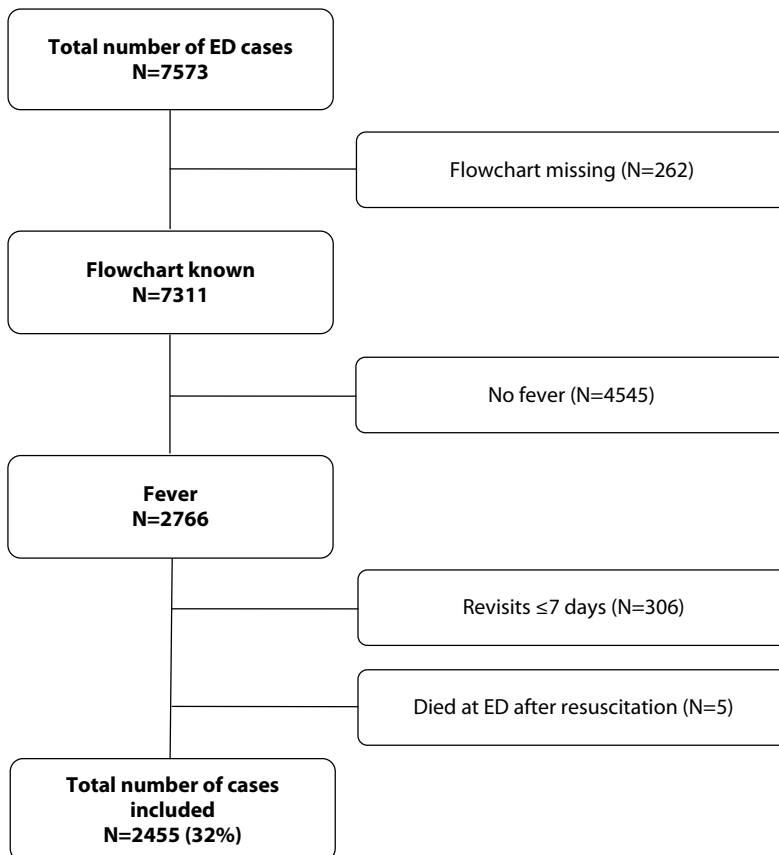 Total number of ED cases
N=7573
Flowchart missing (N=262)
Flowchart known
N=7311
No fever (N=4545)
Fever
N=2766
Revisits ≤7 days (N=306)
Died at ED after resuscitation (N=5)
Total number of cases
included
N=2455 (32%)